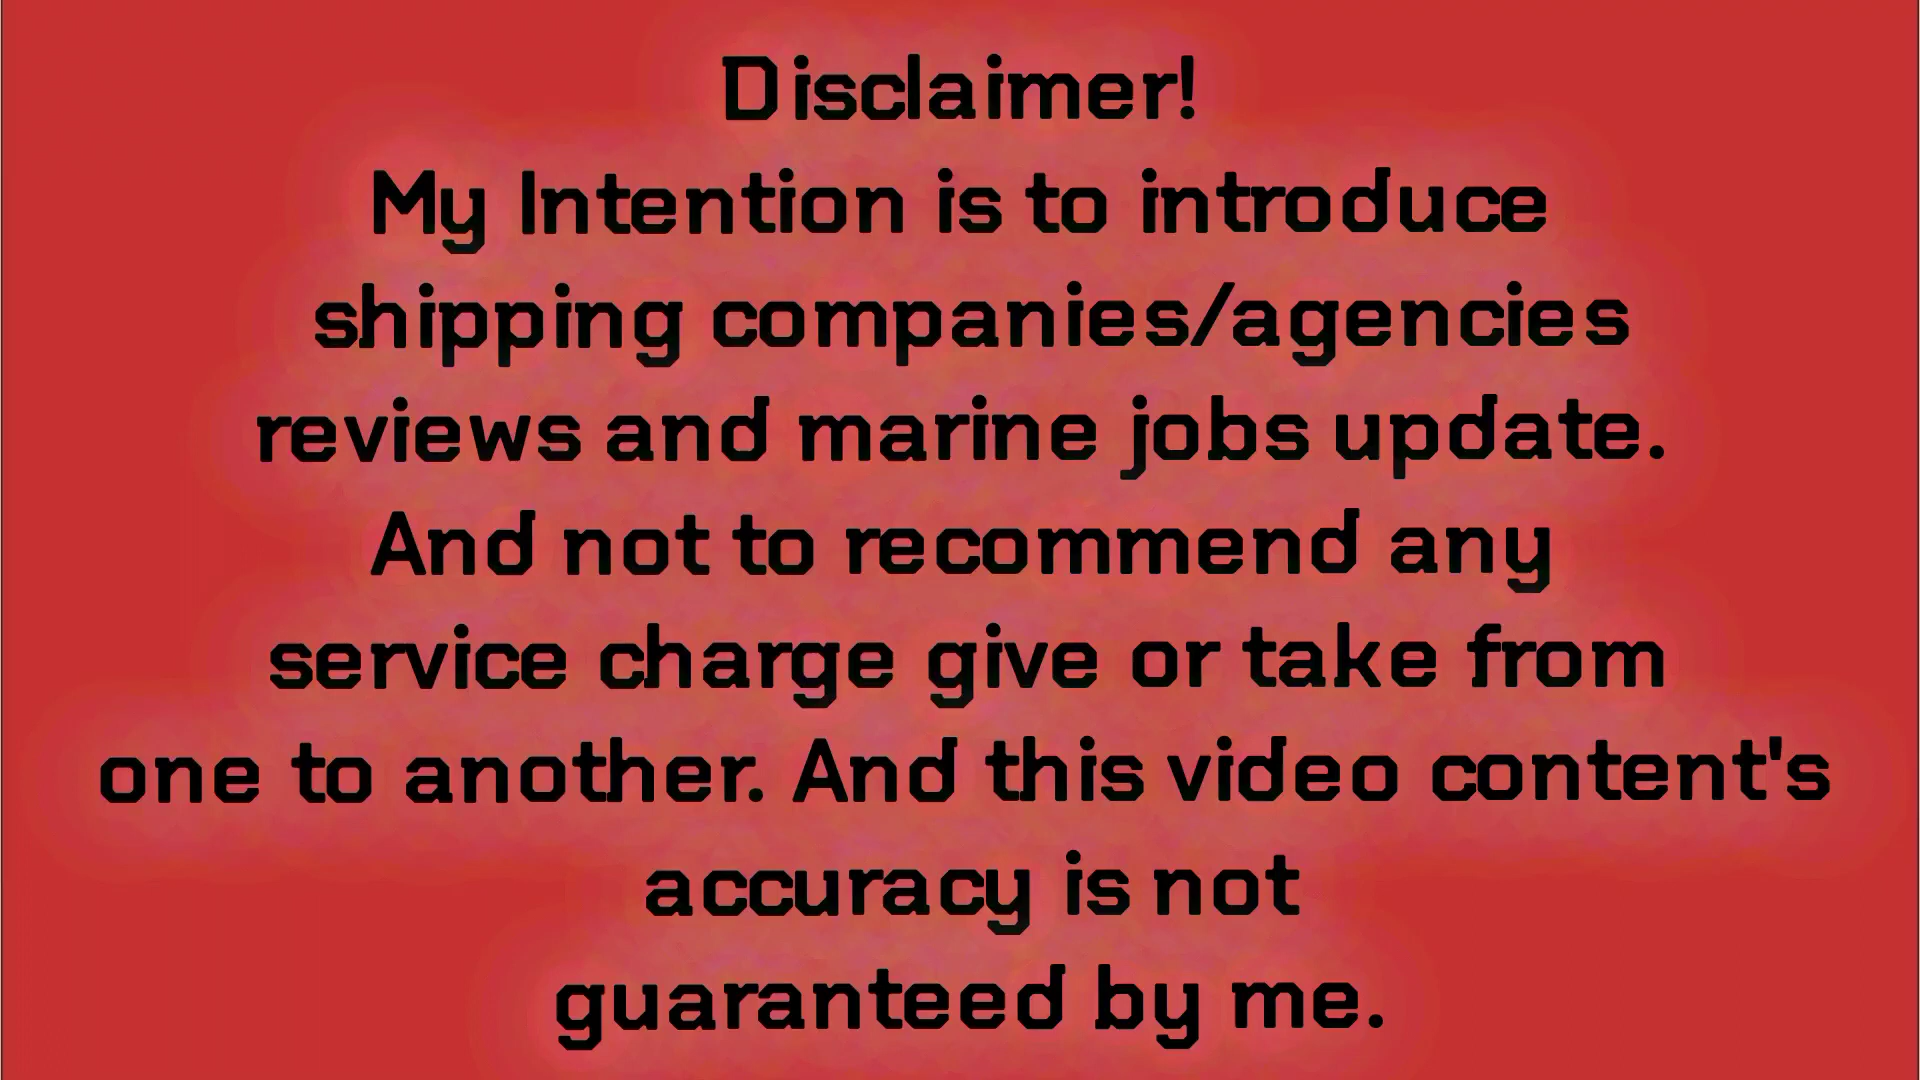 Disclaimer!
My Intention is to introduce
shipping companies/agencies
reviews and marine jobs update.
And not to recommend any
service charge give or take from
one to another. And this video content's
accuracy is not
guaranteed by me.